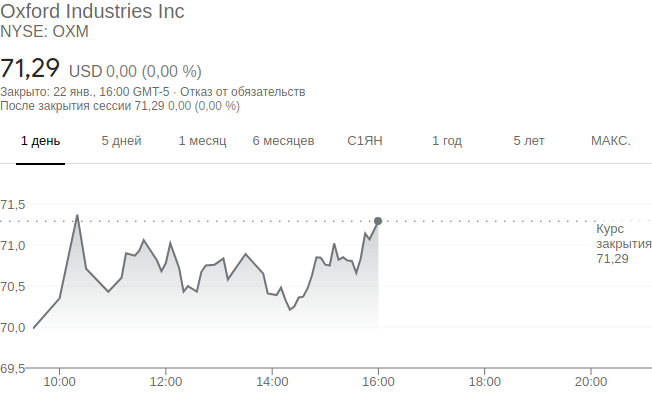 Oxford Industries Inc
NYSE: OXM
71,29 USD 0,00 (0,00 %)
Закрыто: 22 янв., 16:00 GMT-5 · Отказ от обязательств
После закрытия сессии 71,29 0,00 (0,00 %)
1 день 5 дней 1 месяц 6 месяцев С1ЯН 1 год 5 лет МАКС.
71,5
Курс
закрытия
71,29
71,0
70,5
70,0
69,5
10:00 12:00 14:00 16:00 18:00 20:00